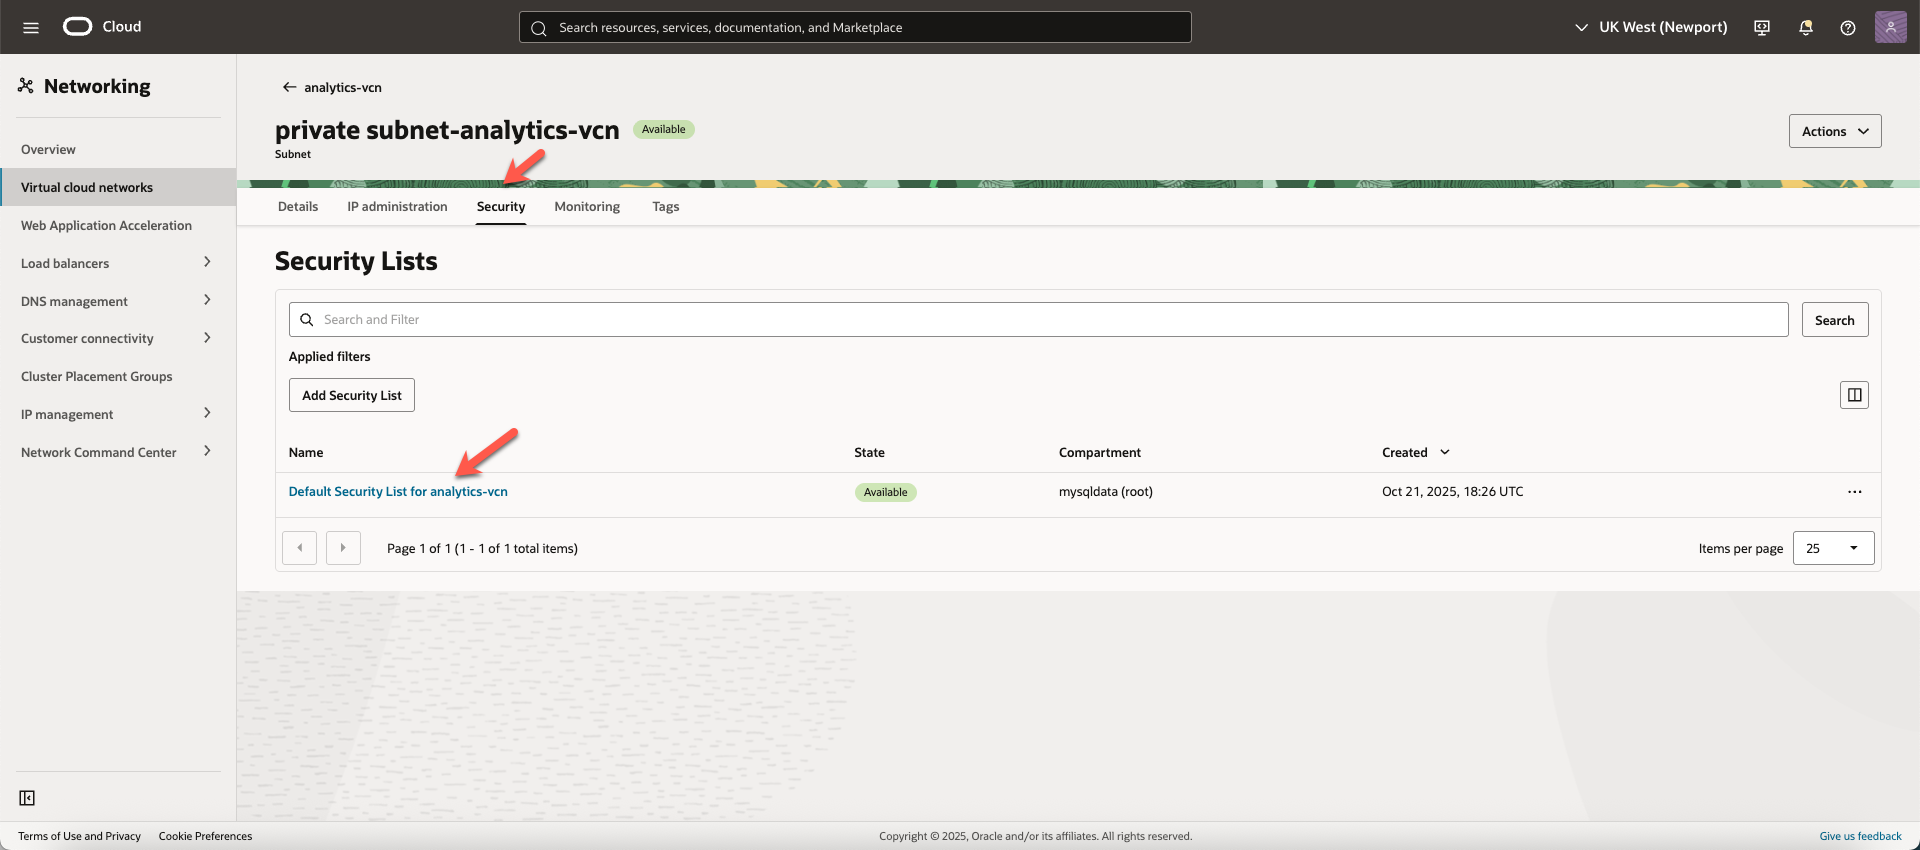 Cloud
Search resources, services, documentation, and Marketplace
UK West (Newport)
Networking
Overview
Virtual cloud networks
Web Application Acceleration
Load balancers
DNS management
Customer connectivity
Cluster Placement Groups
IP management
Network Command Center
analytics-vcn
private subnet-analytics-vcn Available
Subnet
Actions
Details IP administration Security Monitoring Tags
Security Lists
Search and Filter
Search
Applied filters
Add Security List
Name State Compartment Created
Default Security List for analytics-vcn Available mysqldata (root) Oct 21, 2025, 18:26 UTC
Page 1 of 1 (1 - 1 of 1 total items)
Items per page 25
Terms of Use and Privacy Cookie Preferences
Copyright © 2025, Oracle and/or its affiliates. All rights reserved.
Give us feedback